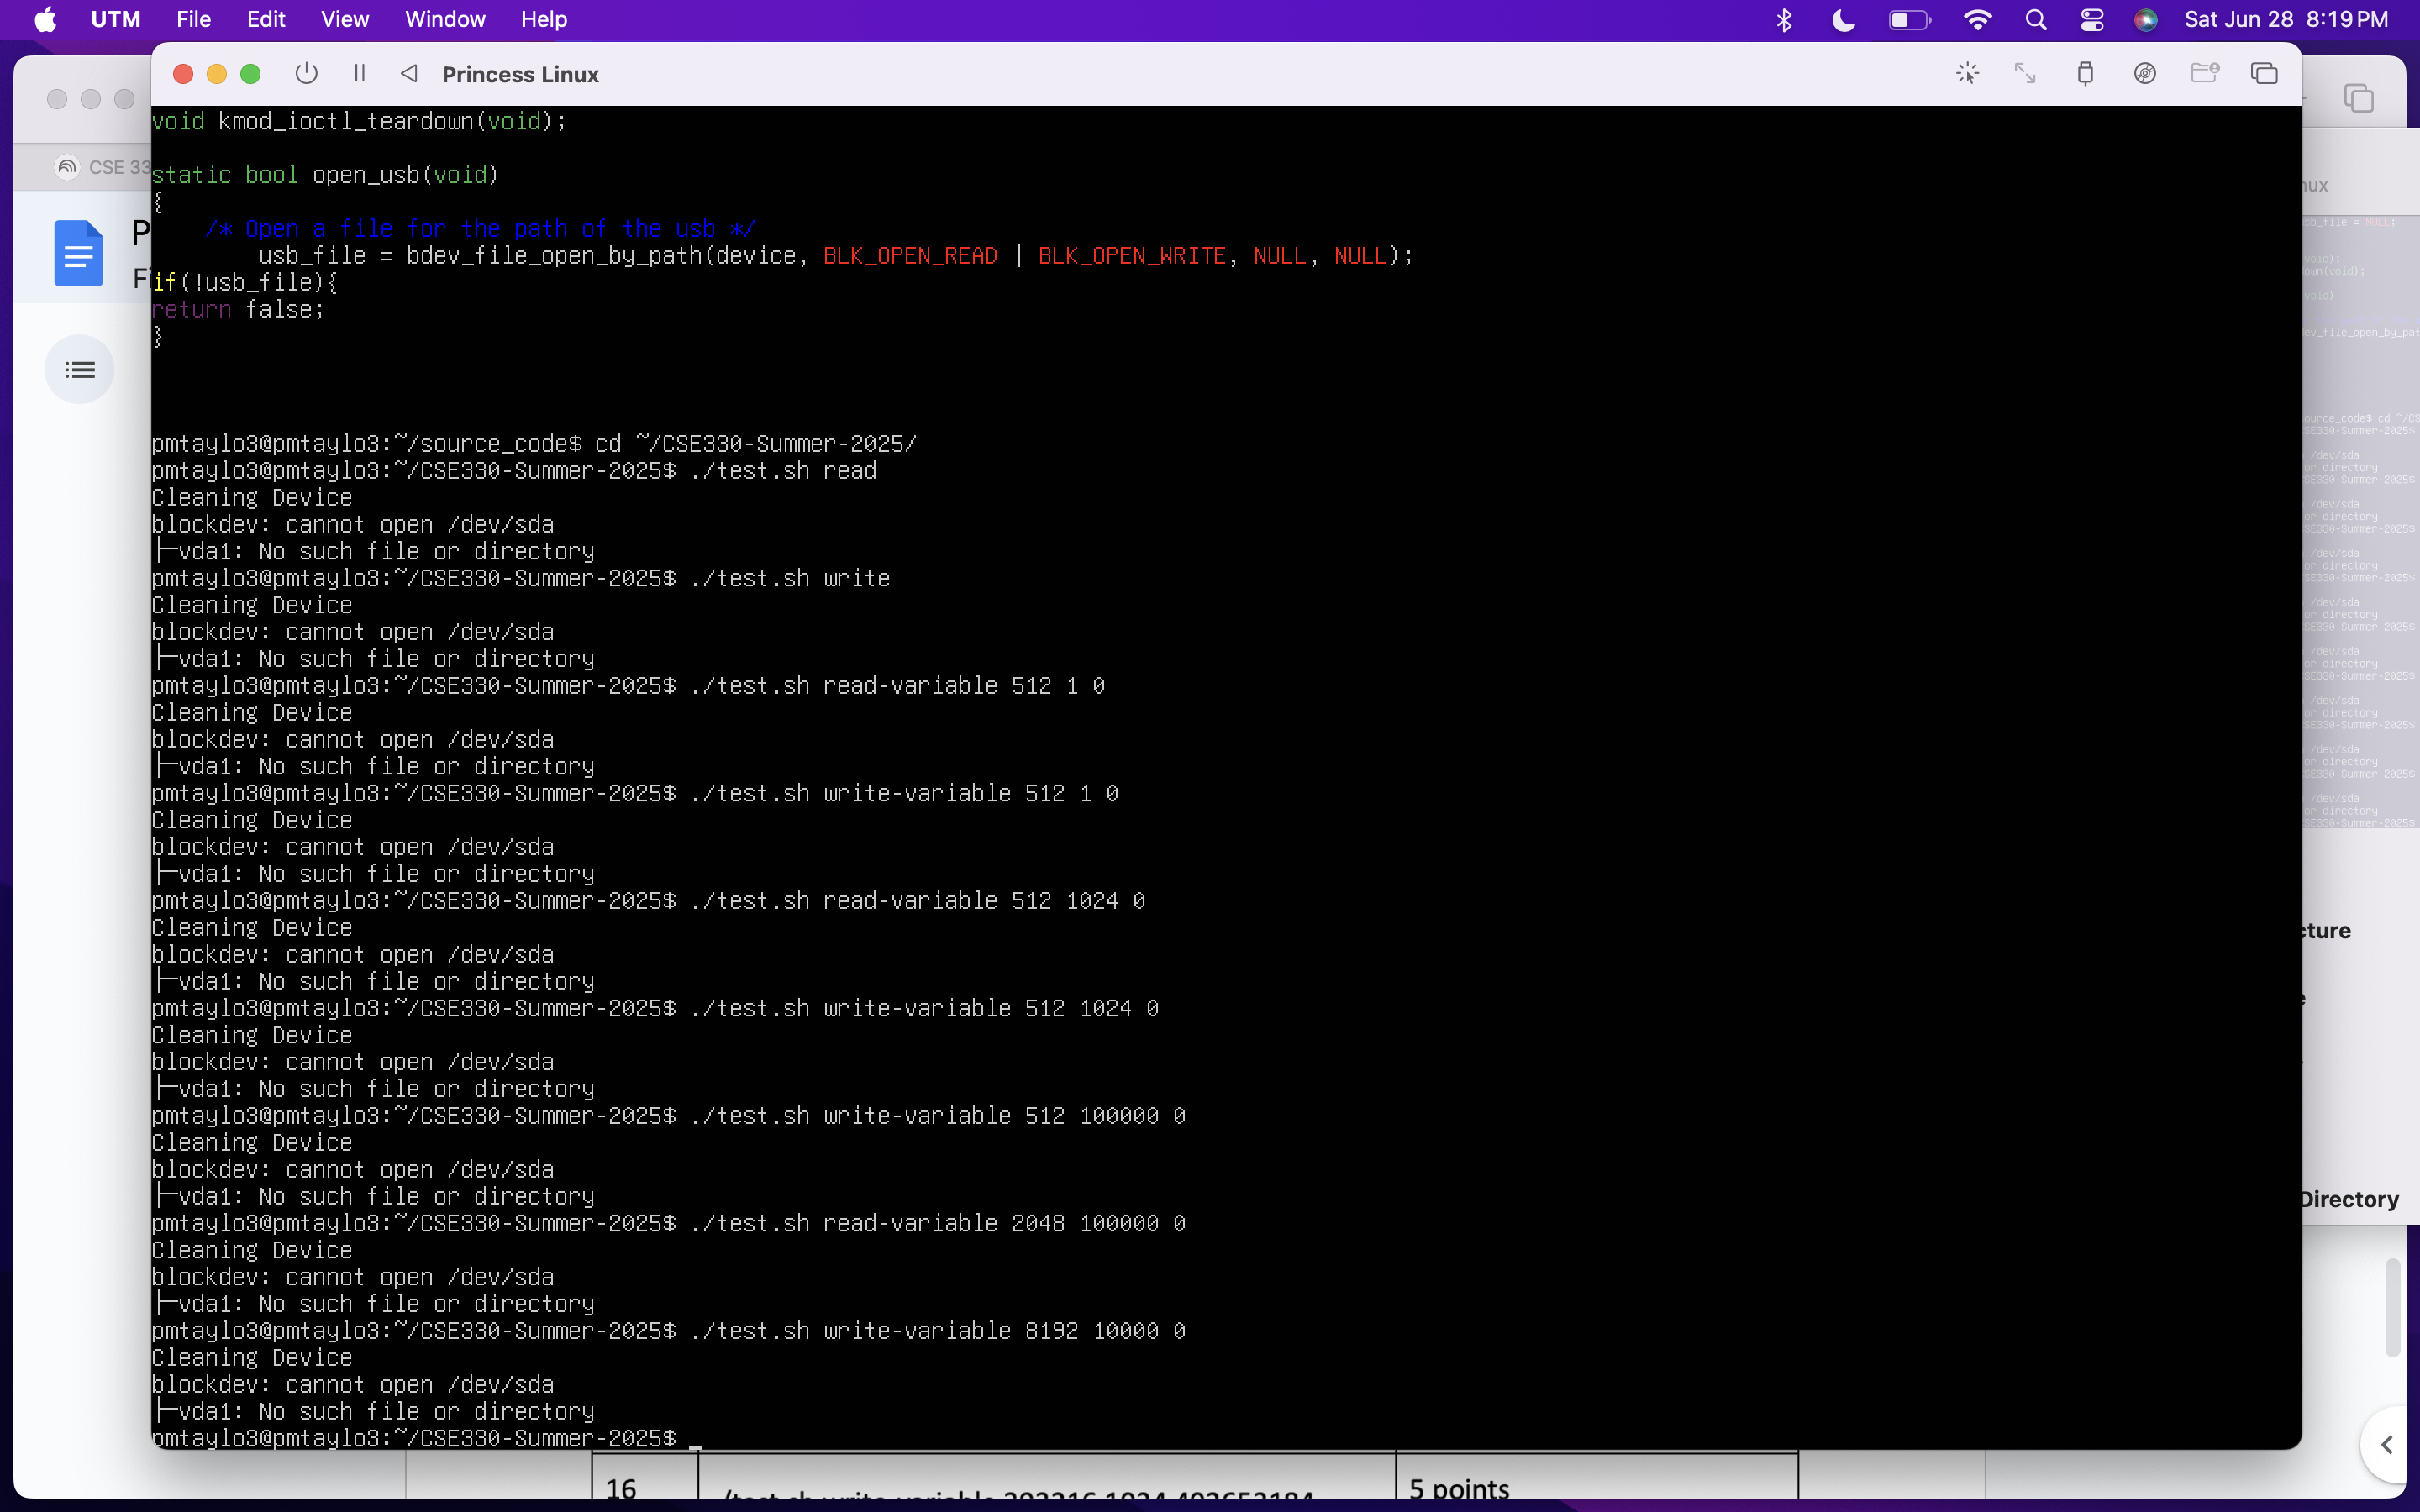 UTM File Edit View Window Help Sat Jun 28 8:19 PM
Princess Linux
CSE 33
P
Fi
void kmod_ioctl_teardown(void);
static bool open_usb(void)
{
/* Open a file for the path of the usb */
usb_file = bdev_file_open_by_path(device, BLK_OPEN_READ | BLK_OPEN_WRITE, NULL, NULL);
if(!usb_file){
return false;
}
pmtaylo3@pmtaylo3:~/source_code$ cd ~/CSE330-Summer-2025/
pmtaylo3@pmtaylo3:~/CSE330-Summer-2025$ ./test.sh read
Cleaning Device
blockdev: cannot open /dev/sda
├─vda1: No such file or directory
pmtaylo3@pmtaylo3:~/CSE330-Summer-2025$ ./test.sh write
Cleaning Device
blockdev: cannot open /dev/sda
├─vda1: No such file or directory
pmtaylo3@pmtaylo3:~/CSE330-Summer-2025$ ./test.sh read-variable 512 1 0
Cleaning Device
blockdev: cannot open /dev/sda
├─vda1: No such file or directory
pmtaylo3@pmtaylo3:~/CSE330-Summer-2025$ ./test.sh write-variable 512 1 0
Cleaning Device
blockdev: cannot open /dev/sda
├─vda1: No such file or directory
pmtaylo3@pmtaylo3:~/CSE330-Summer-2025$ ./test.sh read-variable 512 1024 0
Cleaning Device
blockdev: cannot open /dev/sda
├─vda1: No such file or directory
pmtaylo3@pmtaylo3:~/CSE330-Summer-2025$ ./test.sh write-variable 512 1024 0
Cleaning Device
blockdev: cannot open /dev/sda
├─vda1: No such file or directory
pmtaylo3@pmtaylo3:~/CSE330-Summer-2025$ ./test.sh write-variable 512 100000 0
Cleaning Device
blockdev: cannot open /dev/sda
├─vda1: No such file or directory
pmtaylo3@pmtaylo3:~/CSE330-Summer-2025$ ./test.sh read-variable 2048 100000 0
Cleaning Device
blockdev: cannot open /dev/sda
├─vda1: No such file or directory
pmtaylo3@pmtaylo3:~/CSE330-Summer-2025$ ./test.sh write-variable 8192 10000 0
Cleaning Device
blockdev: cannot open /dev/sda
├─vda1: No such file or directory
pmtaylo3@pmtaylo3:~/CSE330-Summer-2025$
nux
cture
Directory
16 5 points